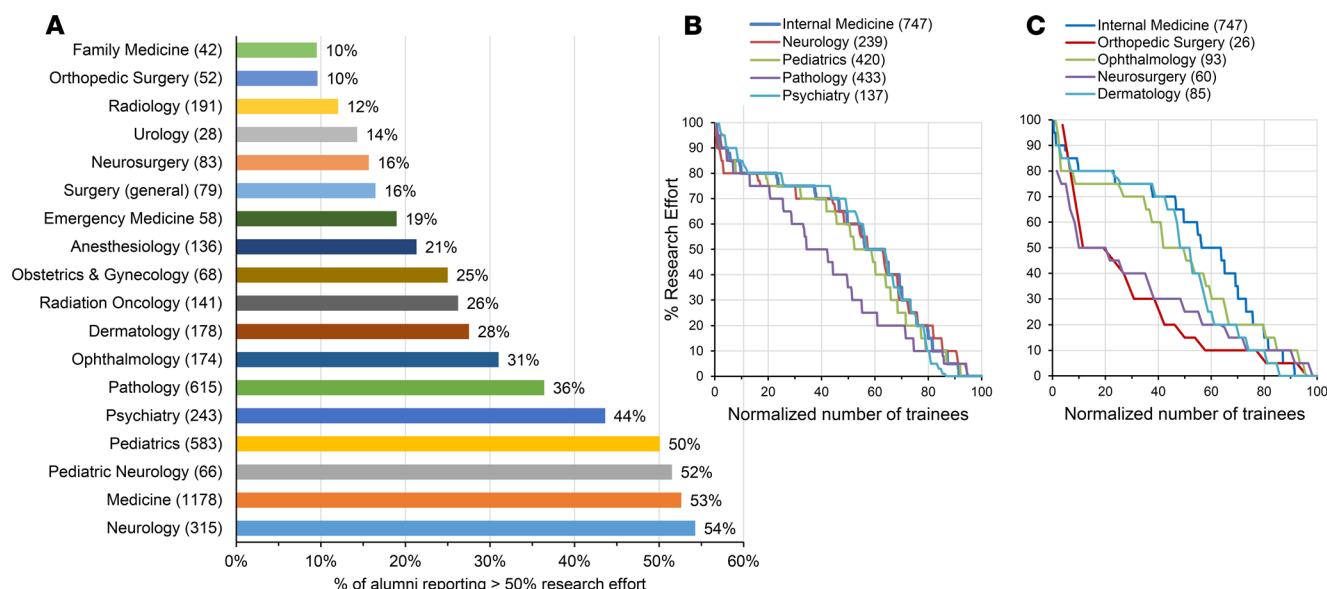 A
Family Medicine (42) 10%
Orthopedic Surgery (52) 10%
Radiology (191) 12%
Urology (28) 14%
Neurosurgery (83) 16%
Surgery (general) (79) 16%
Emergency Medicine 58) 19%
Anesthesiology (136) 21%
Obstetrics & Gynecology (68) 25%
Radiation Oncology (141) 26%
Dermatology (178) 28%
Ophthalmology (174) 31%
Pathology (615) 36%
Psychiatry (243) 44%
Pediatrics (583) 50%
Pediatric Neurology (66) 52%
Medicine (1178) 53%
Neurology (315) 54%
0% 10% 20% 30% 40% 50% 60%
% of alumni reporting > 50% research effort
B
Internal Medicine (747)
Neurology (239)
Pediatrics (420)
Pathology (433)
Psychiatry (137)
% Research Effort
100
90
80
70
60
50
40
30
20
10
0
0 20 40 60 80 100
Normalized number of trainees
C
Internal Medicine (747)
Orthopedic Surgery (26)
Ophthalmology (93)
Neurosurgery (60)
Dermatology (85)
100
90
80
70
60
50
40
30
20
10
0
0 20 40 60 80 100
Normalized number of trainees